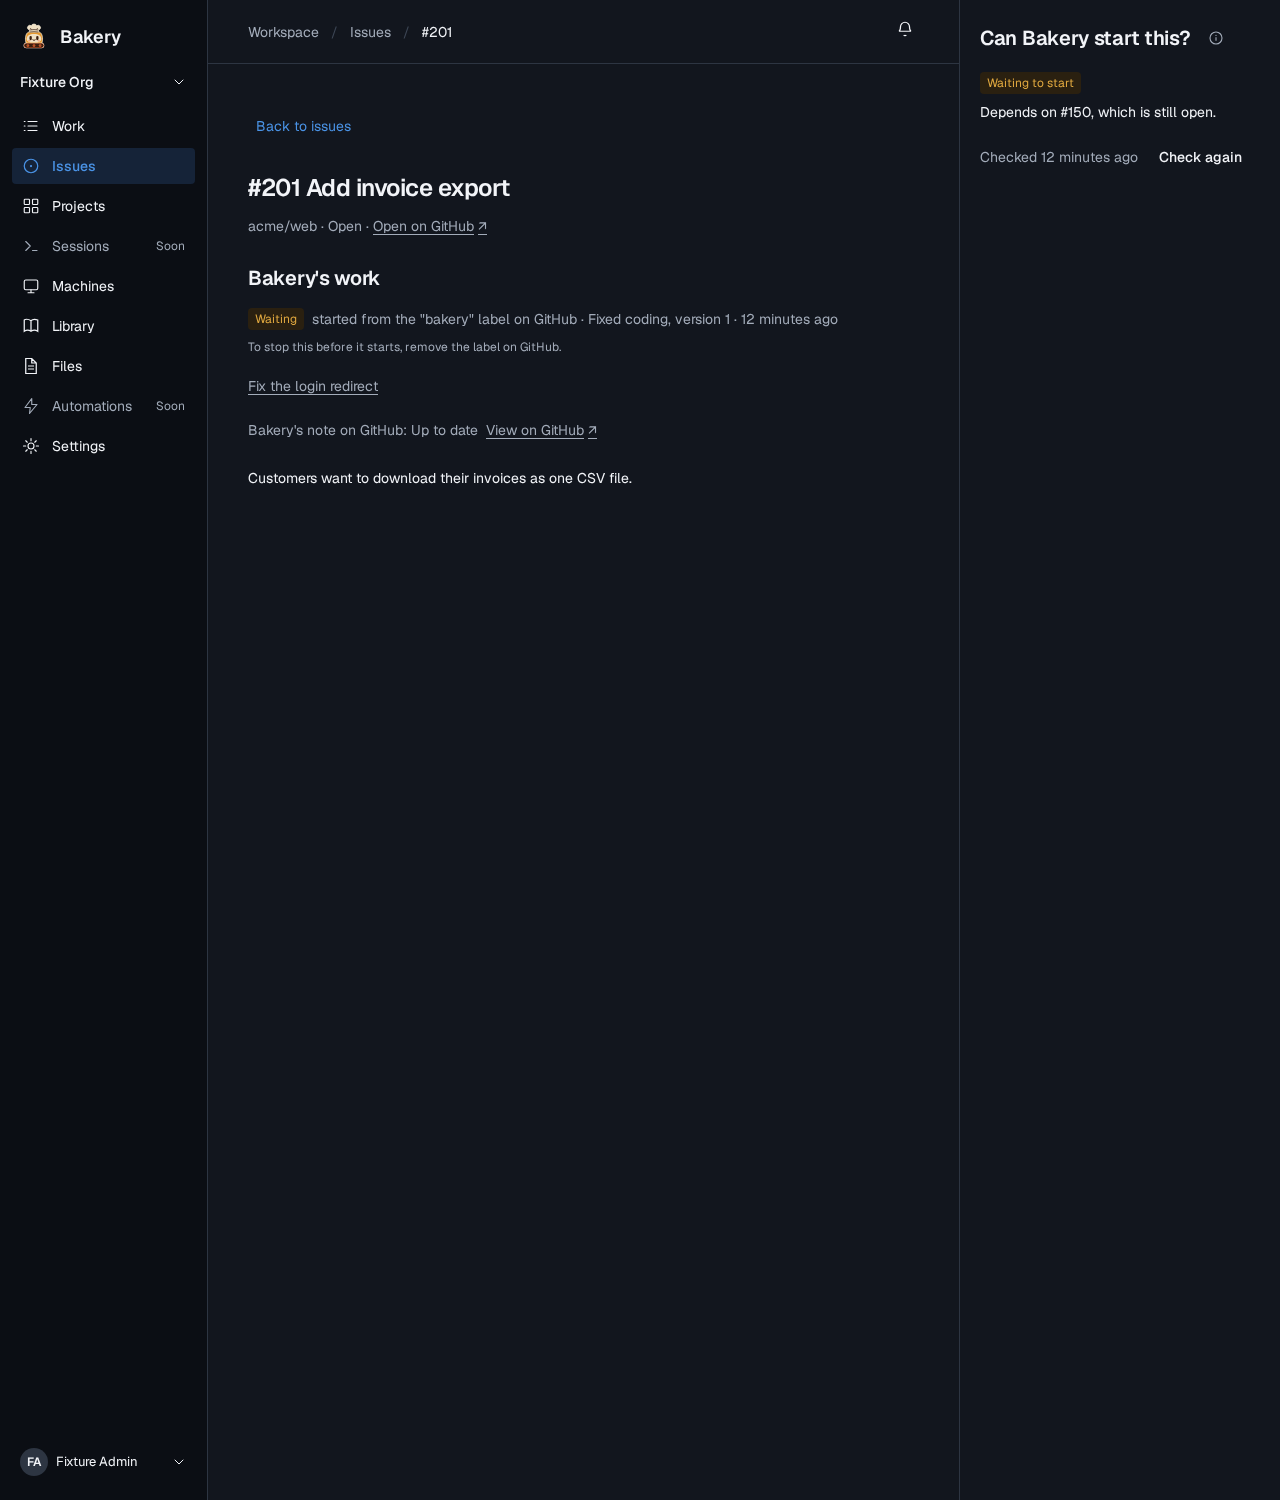 Bakery
Fixture Org
Work
Issues
Projects
Sessions Soon
Machines
Library
Files
Automations Soon
Settings
FA Fixture Admin
Workspace / Issues / #201
Back to issues
#201 Add invoice export
acme/web · Open · Open on GitHub ↗
Bakery's work
Waiting started from the "bakery" label on GitHub · Fixed coding, version 1 · 12 minutes ago
To stop this before it starts, remove the label on GitHub.
Fix the login redirect
Bakery's note on GitHub: Up to date View on GitHub ↗
Customers want to download their invoices as one CSV file.
Can Bakery start this?
Waiting to start
Depends on #150, which is still open.
Checked 12 minutes ago Check again